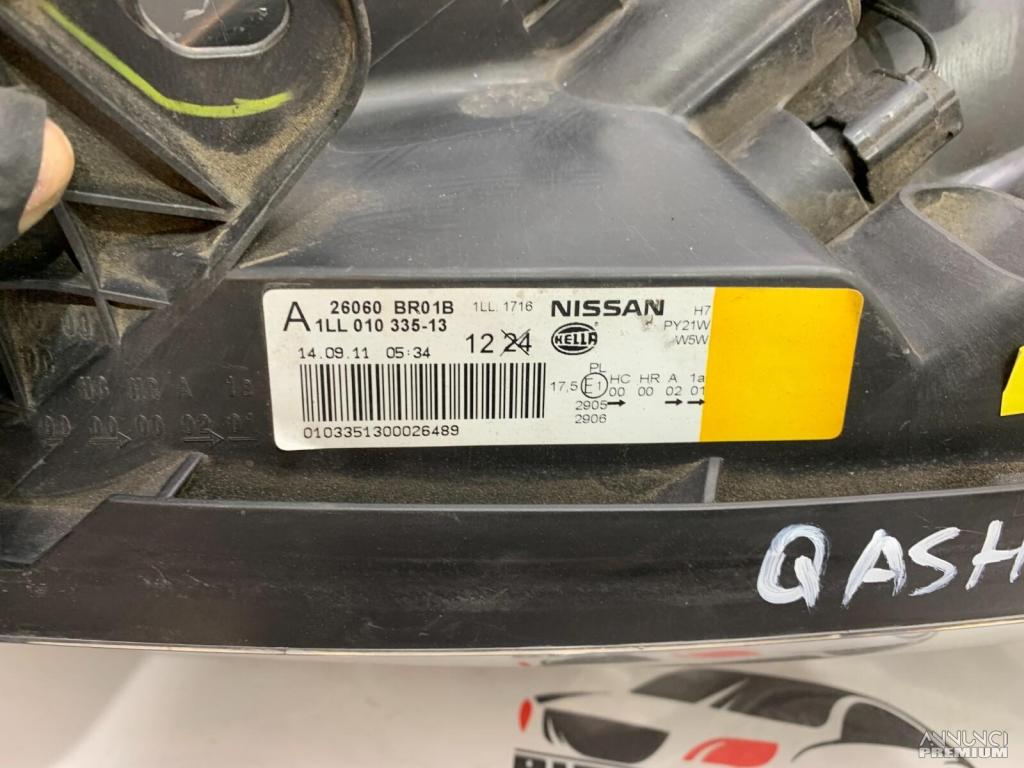 A 26060 BR01B 1LL. 1716 NISSAN H7
1LL 010 335-13 PY21W
14.09.11 05:34 12 24 HELLA W5W
PL
17,5 E1 HC HR A 1a
00 00 02 01
2905
2906
0103351300026489
QASH
ANNUNCI
PREMIUM